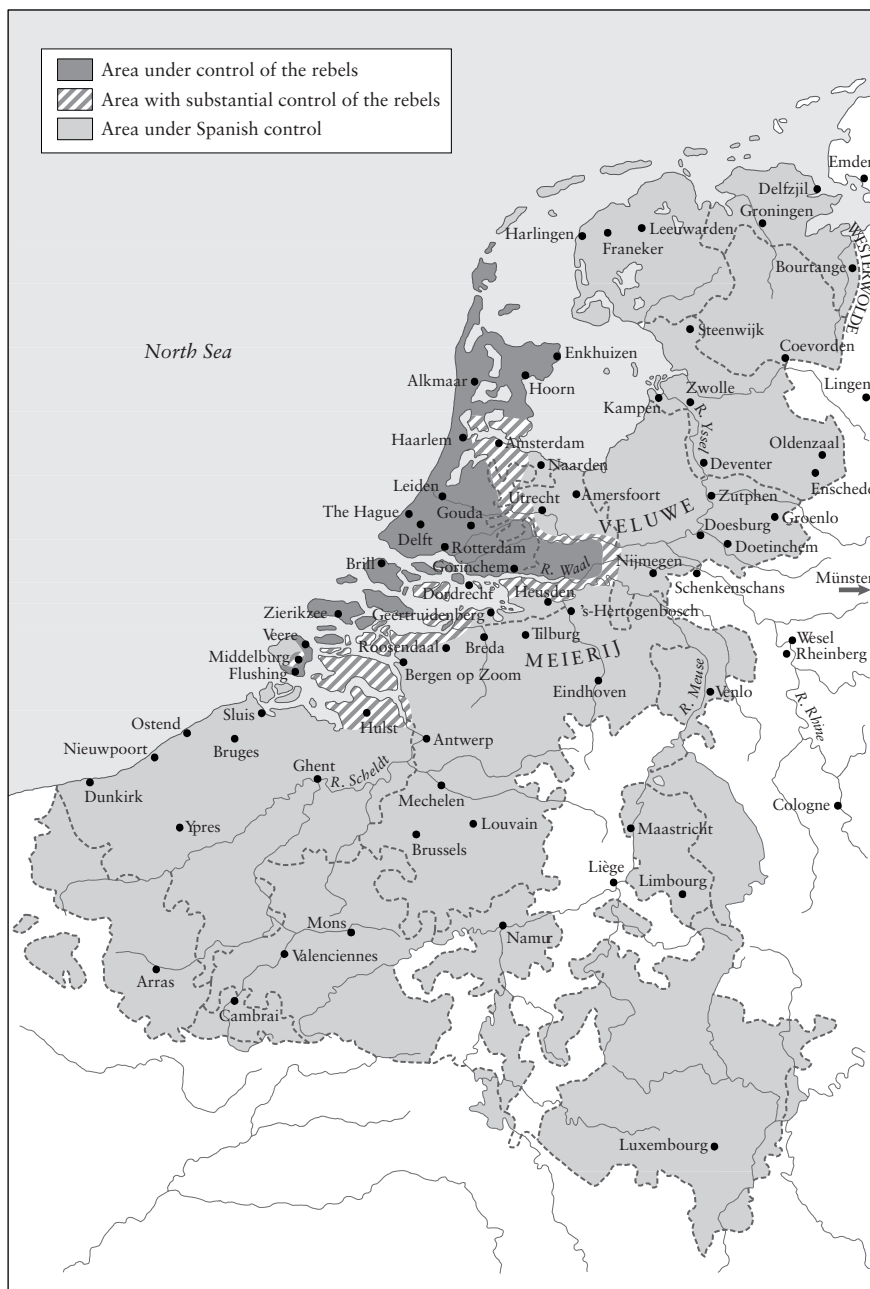 Area under control of the rebels
Area with substantial control of the rebels
Area under Spanish control
Emden
Delfzijl
Groningen
Harlingen
Leeuwarden
Franeker
Bourtange
WESTERWOLDE
Steenwijk
North Sea
Enkhuizen
Coevorden
Alkmaar
Hoorn
Zwolle
Lingen
Kampen
R. Yssel
Haarlem
Amsterdam
Oldenzaal
Naarden
Deventer
Leiden
Enschede
Utrecht
Amersfoort
Zutphen
The Hague
Gouda
VELUWE
Groenlo
Doesburg
Delft
Rotterdam
Doetinchem
Brill
Gorinchem
R. Waal
Nijmegen
Dordrecht
Heusden
Schenkenschans
Münster
Zierikzee
Geertruidenberg
's-Hertogenbosch
Veere
Roosendaal
Breda
Tilburg
Wesel
Middelburg
MEIERIJ
Rheinberg
Flushing
Bergen op Zoom
Eindhoven
R. Meuse
Venlo
Sluis
Hulst
R. Rhine
Ostend
Nieuwpoort
Bruges
Antwerp
Ghent
R. Scheldt
Dunkirk
Mechelen
Cologne
Ypres
Louvain
Maastricht
Brussels
Liège
Limbourg
Mons
Namur
Valenciennes
Arras
Cambrai
Luxembourg